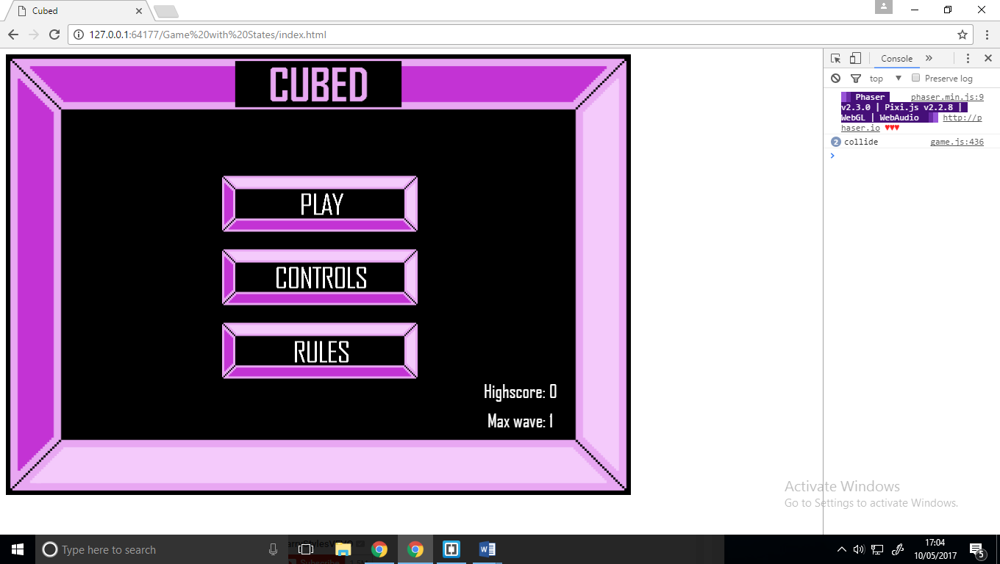 Cubed
127.0.0.1:64177/Game%20with%20States/index.html
CUBED
PLAY
CONTROLS
RULES
Highscore: 0
Max wave: 1
Console
top
Preserve log
Phaser
phaser.min.js:9
v2.3.0 | Pixi.js v2.2.8 |
WebGL | WebAudio
http://p
haser.io ♥♥♥
2 collide
game.js:436
Activate Windows
Go to Settings to activate Windows.
Type here to search
Subscribe
17:04
10/05/2017
5